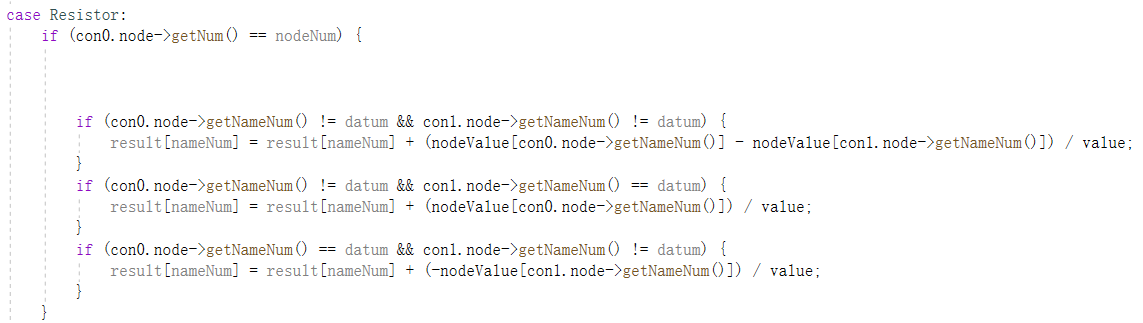 case Resistor:
if (con0.node->getNum() == nodeNum) {
if (con0.node->getNameNum() != datum && con1.node->getNameNum() != datum) {
result[nameNum] = result[nameNum] + (nodeValue[con0.node->getNameNum()] - nodeValue[con1.node->getNameNum()]) / value;
}
if (con0.node->getNameNum() != datum && con1.node->getNameNum() == datum) {
result[nameNum] = result[nameNum] + (nodeValue[con0.node->getNameNum()]) / value;
}
if (con0.node->getNameNum() == datum && con1.node->getNameNum() != datum) {
result[nameNum] = result[nameNum] + (-nodeValue[con1.node->getNameNum()]) / value;
}
}